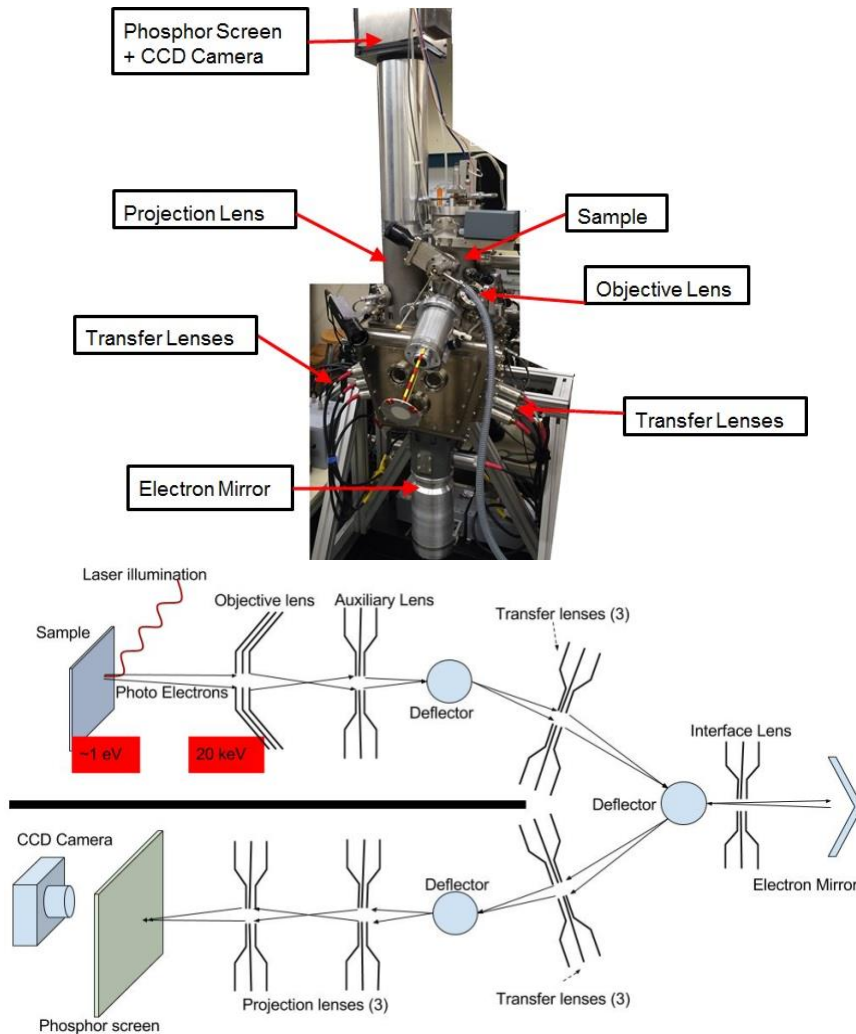 Phosphor Screen
+ CCD Camera
Projection Lens
Sample
Objective Lens
Transfer Lenses
Transfer Lenses
Electron Mirror
Laser illumination
Objective lens
Auxiliary Lens
Transfer lenses (3)
Sample
Photo Electrons
Deflector
~1 eV
20 keV
Interface Lens
Deflector
CCD Camera
Deflector
Electron Mirror
Projection lenses (3)
Transfer lenses (3)
Phosphor screen